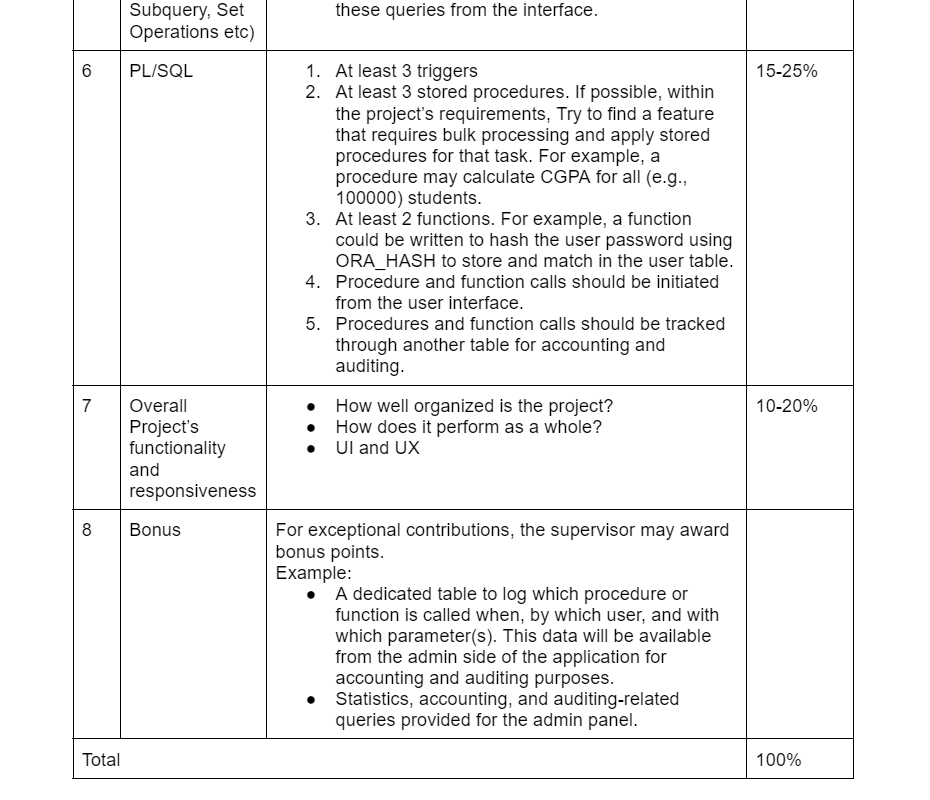 Subquery, Set
Operations etc)
these queries from the interface.
6
PL/SQL
1. At least 3 triggers
2. At least 3 stored procedures. If possible, within
the project's requirements, Try to find a feature
that requires bulk processing and apply stored
procedures for that task. For example, a
procedure may calculate CGPA for all (e.g.,
100000) students.
3. At least 2 functions. For example, a function
could be written to hash the user password using
ORA_HASH to store and match in the user table.
4. Procedure and function calls should be initiated
from the user interface.
5. Procedures and function calls should be tracked
through another table for accounting and
auditing.
15-25%
7
Overall
Project's
functionality
and
responsiveness
● How well organized is the project?
● How does it perform as a whole?
● UI and UX
10-20%
8
Bonus
For exceptional contributions, the supervisor may award
bonus points.
Example:
● A dedicated table to log which procedure or
function is called when, by which user, and with
which parameter(s). This data will be available
from the admin side of the application for
accounting and auditing purposes.
● Statistics, accounting, and auditing-related
queries provided for the admin panel.
Total
100%